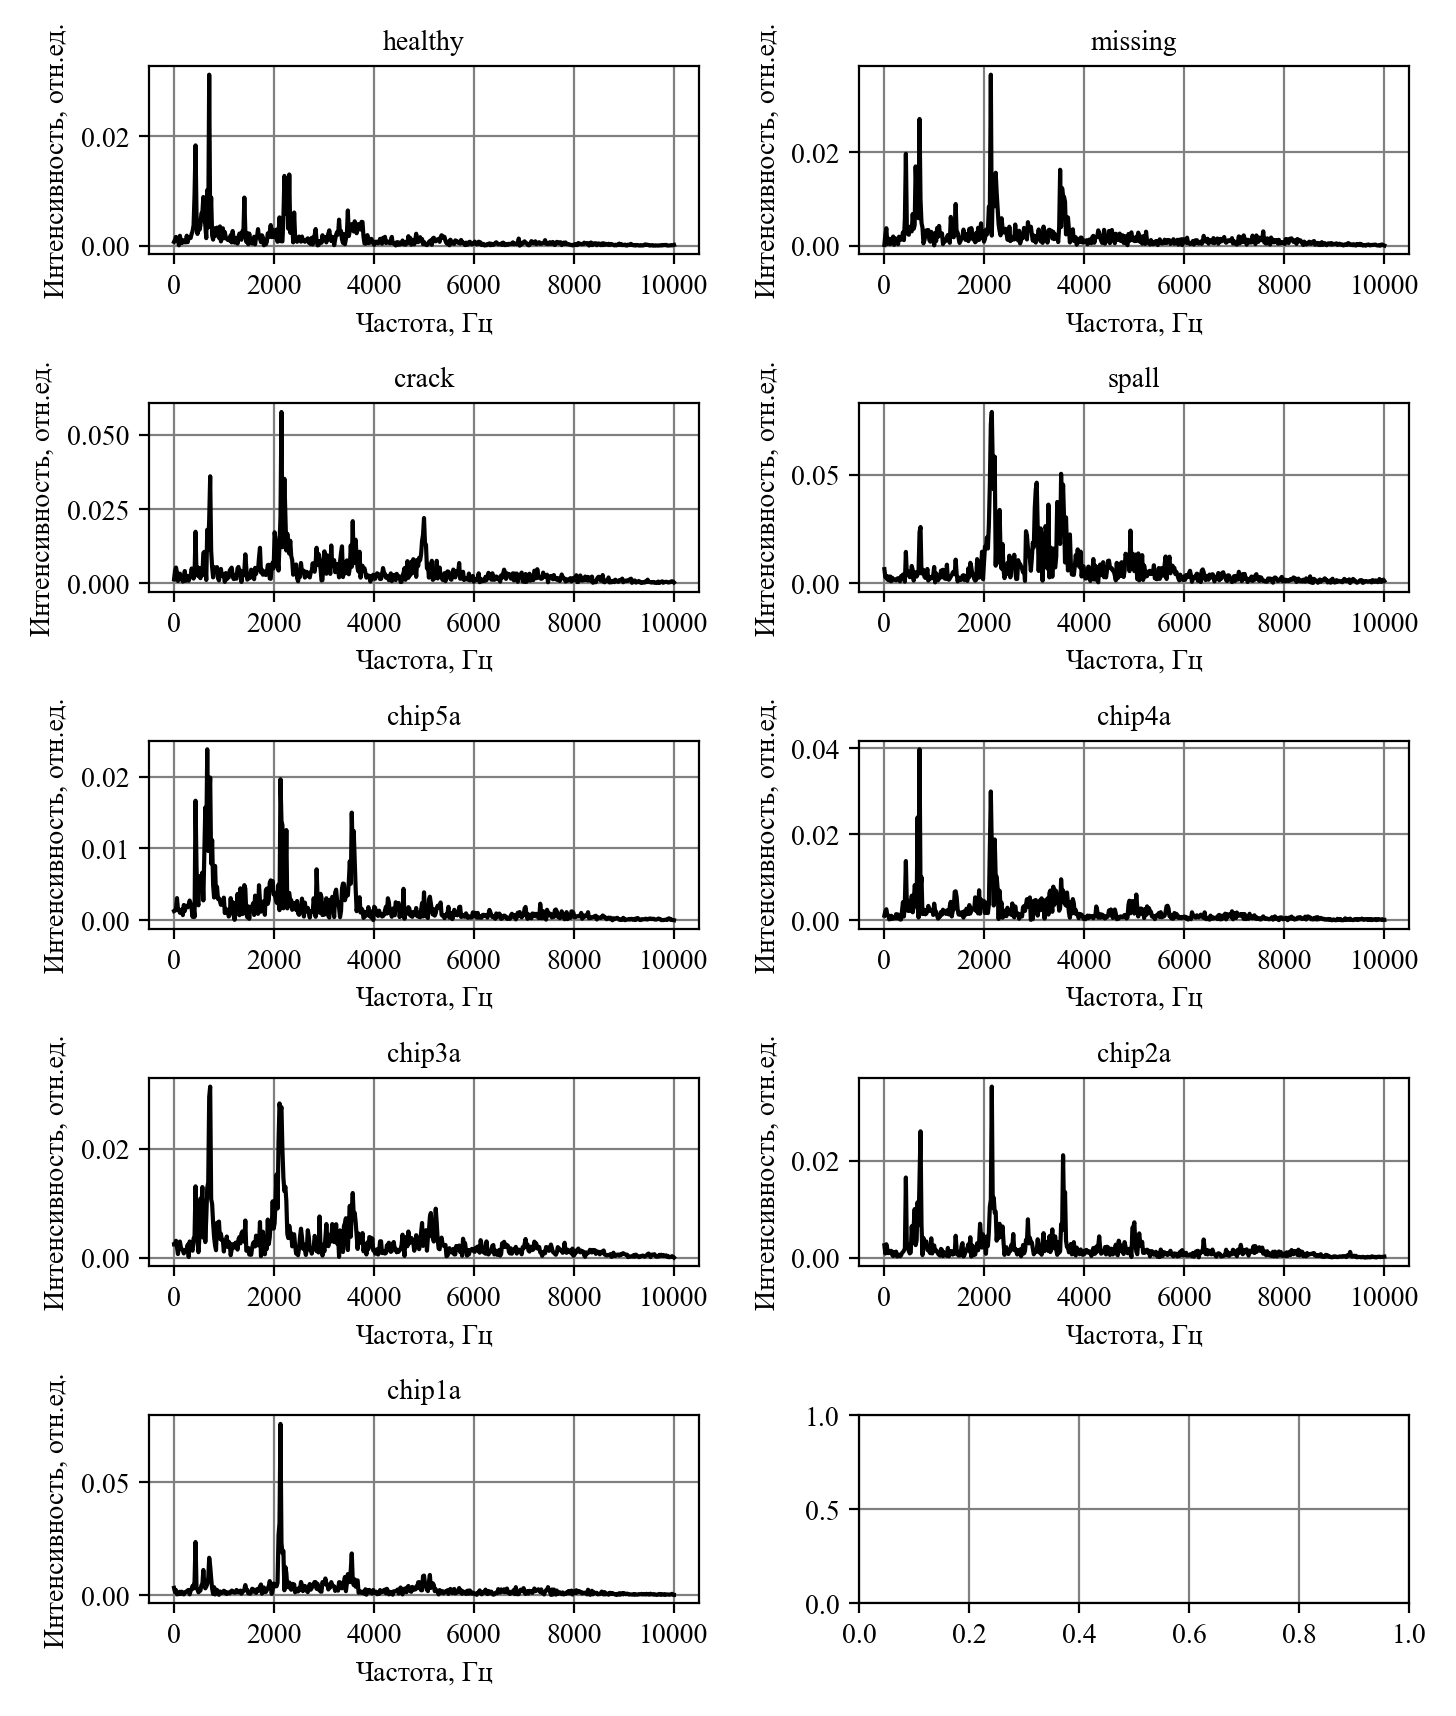 healthy
Интенсивность, отн.ед.
0.02
0.00
0 2000 4000 6000 8000 10000
Частота, Гц
missing
Интенсивность, отн.ед.
0.02
0.00
0 2000 4000 6000 8000 10000
Частота, Гц
crack
Интенсивность, отн.ед.
0.050
0.025
0.000
0 2000 4000 6000 8000 10000
Частота, Гц
spall
Интенсивность, отн.ед.
0.05
0.00
0 2000 4000 6000 8000 10000
Частота, Гц
chip5a
Интенсивность, отн.ед.
0.02
0.01
0.00
0 2000 4000 6000 8000 10000
Частота, Гц
chip4a
Интенсивность, отн.ед.
0.04
0.02
0.00
0 2000 4000 6000 8000 10000
Частота, Гц
chip3a
Интенсивность, отн.ед.
0.02
0.00
0 2000 4000 6000 8000 10000
Частота, Гц
chip2a
Интенсивность, отн.ед.
0.02
0.00
0 2000 4000 6000 8000 10000
Частота, Гц
chip1a
Интенсивность, отн.ед.
0.05
0.00
0 2000 4000 6000 8000 10000
Частота, Гц
1.0
0.5
0.0
0.0 0.2 0.4 0.6 0.8 1.0